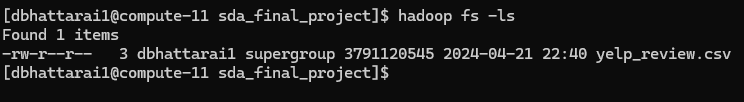 [dbhattarai1@compute-11 sda_final_project]$ hadoop fs -ls
Found 1 items
-rw-r--r--   3 dbhattarai1 supergroup 3791120545 2024-04-21 22:40 yelp_review.csv
[dbhattarai1@compute-11 sda_final_project]$